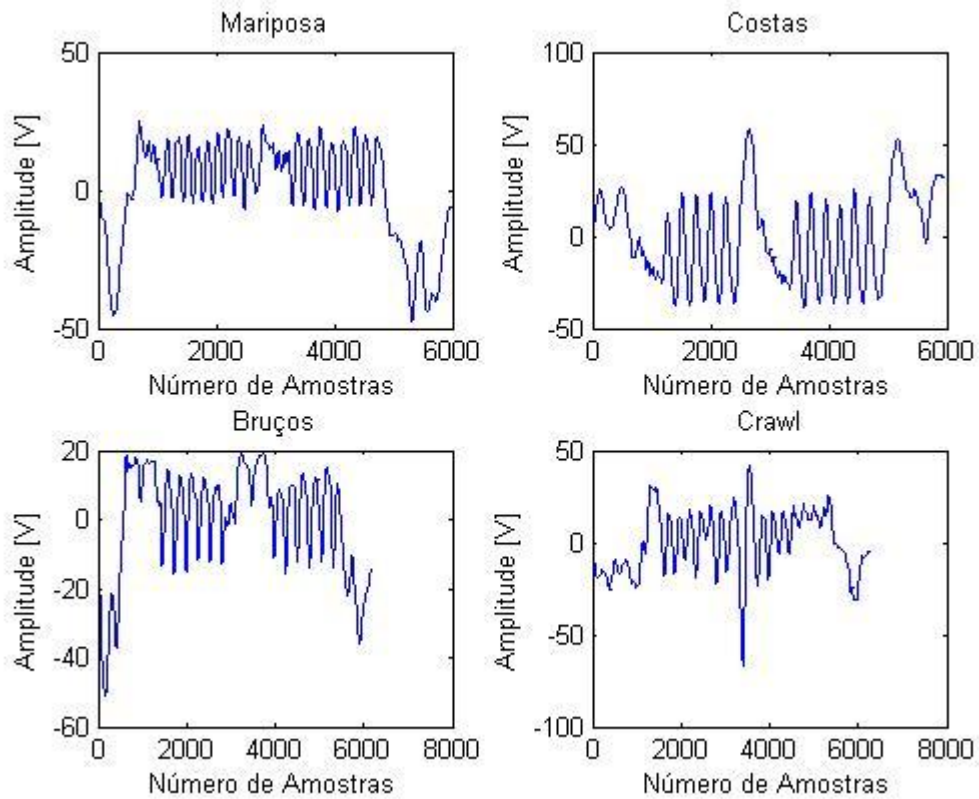 Mariposa
50
0
-50
Amplitude [V]
0 2000 4000 6000
Número de Amostras
Costas
100
50
0
-50
Amplitude [V]
0 2000 4000 6000
Número de Amostras
Bruços
20
0
-20
-40
-60
Amplitude [V]
0 2000 4000 6000 8000
Número de Amostras
Crawl
50
0
-50
-100
Amplitude [V]
0 2000 4000 6000 8000
Número de Amostras